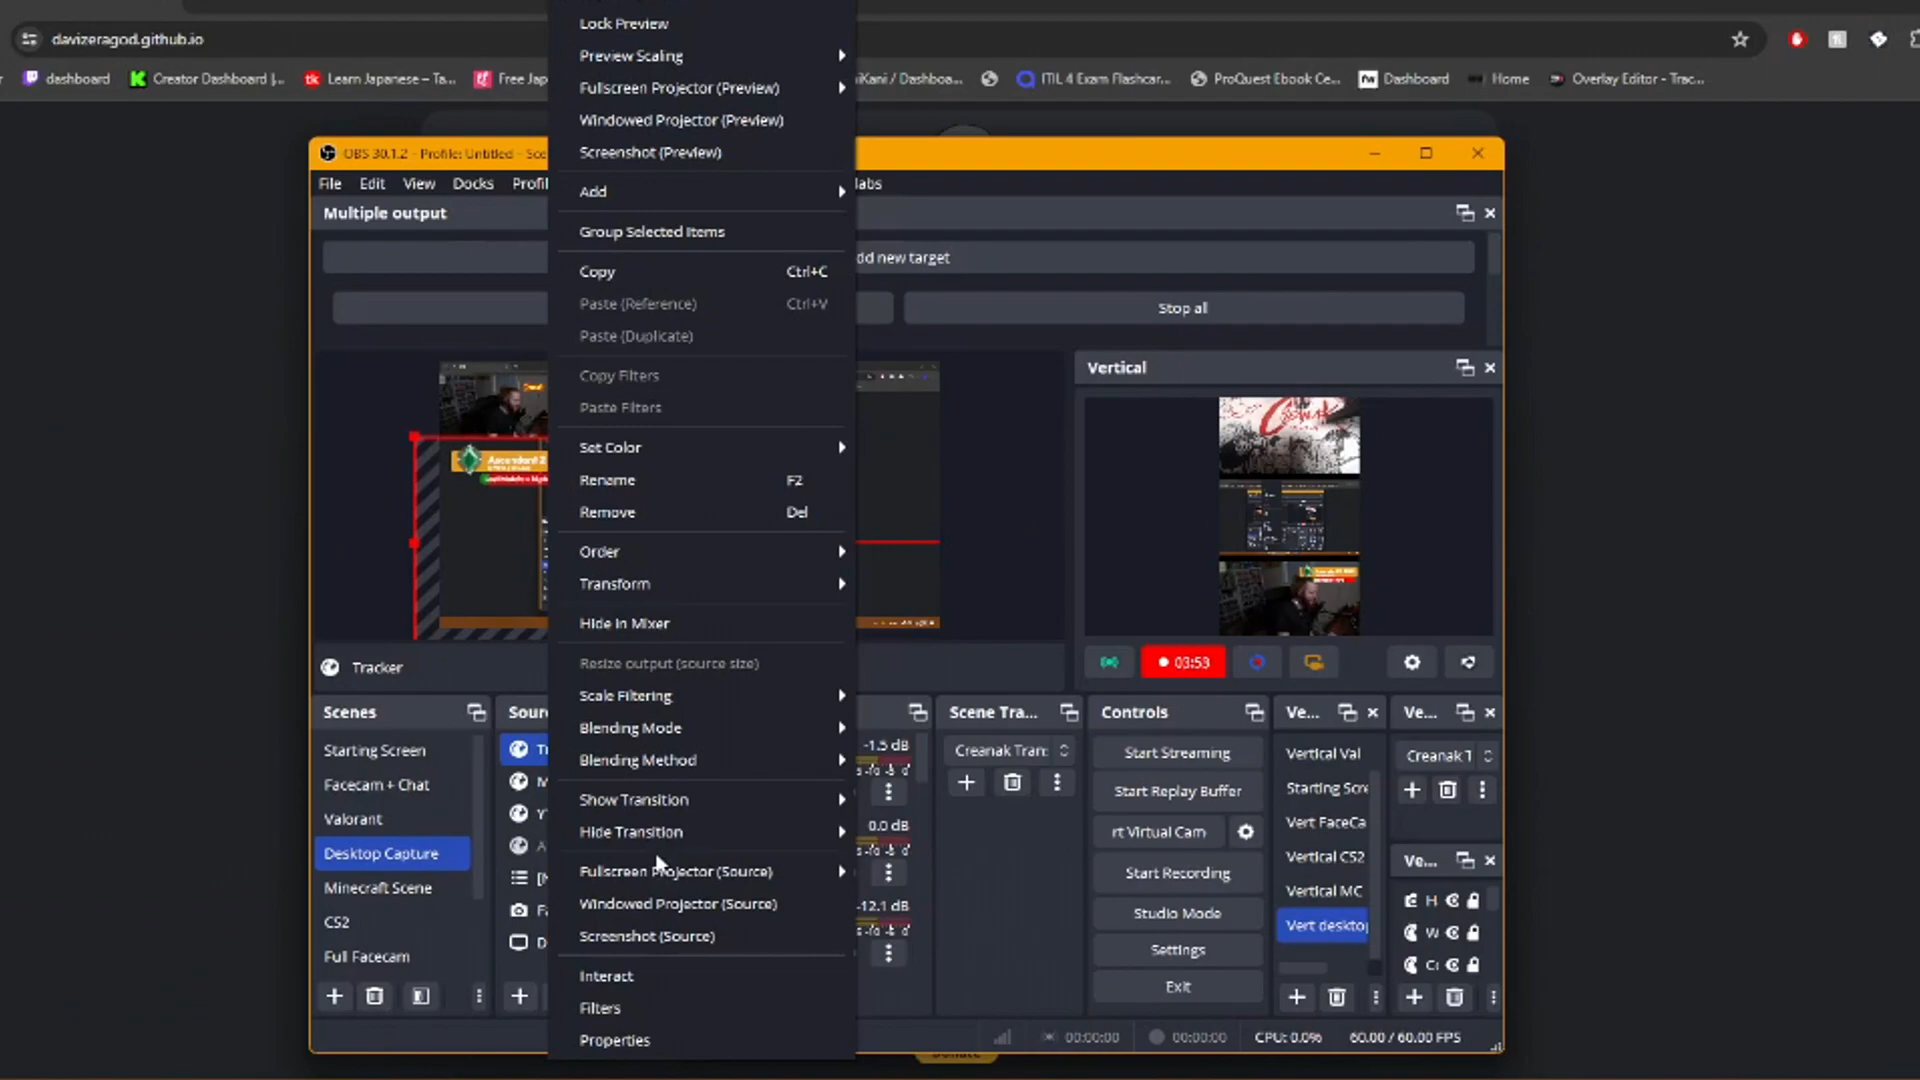 davizeragod.github.io
dashboard
Creator Dashboard |...
Learn Japanese – Ta...
Free Jap
iKani / Dashboa...
ITIL 4 Exam Flashcar...
ProQuest Ebook Ce...
Dashboard
Home
Overlay Editor - Trac...
Lock Preview
Preview Scaling
Fullscreen Projector (Preview)
Windowed Projector (Preview)
Screenshot (Preview)
Add
Group Selected Items
Copy Ctrl+C
Paste (Reference) Ctrl+V
Paste (Duplicate)
Copy Filters
Paste Filters
Set Color
Rename F2
Remove Del
Order
Transform
Hide in Mixer
Resize output (source size)
Scale Filtering
Blending Mode
Blending Method
Show Transition
Hide Transition
Fullscreen Projector (Source)
Windowed Projector (Source)
Screenshot (Source)
Interact
Filters
Properties
OBS 30.1.2 - Profile: Untitled - Sce
File Edit View Docks Profil
labs
Multiple output
dd new target
Stop all
Ascendant 2
Vertical
03:53
Tracker
Scenes
Starting Screen
Facecam + Chat
Valorant
Desktop Capture
Minecraft Scene
CS2
Full Facecam
Sour
-1.5 dB
0.0 dB
-12.1 dB
Scene Tra...
Creanak Tran:
Controls
Start Streaming
Start Replay Buffer
rt Virtual Cam
Start Recording
Studio Mode
Settings
Exit
Ve...
Vertical Val
Starting Scre
Vert FaceCa
Vertical CS2
Vertical MC
Vert deskto
Ve...
Creanak T
Ve...
H
W
00:00:00
00:00:00
CPU: 0.0%
60.00 / 60.00 FPS
Donate